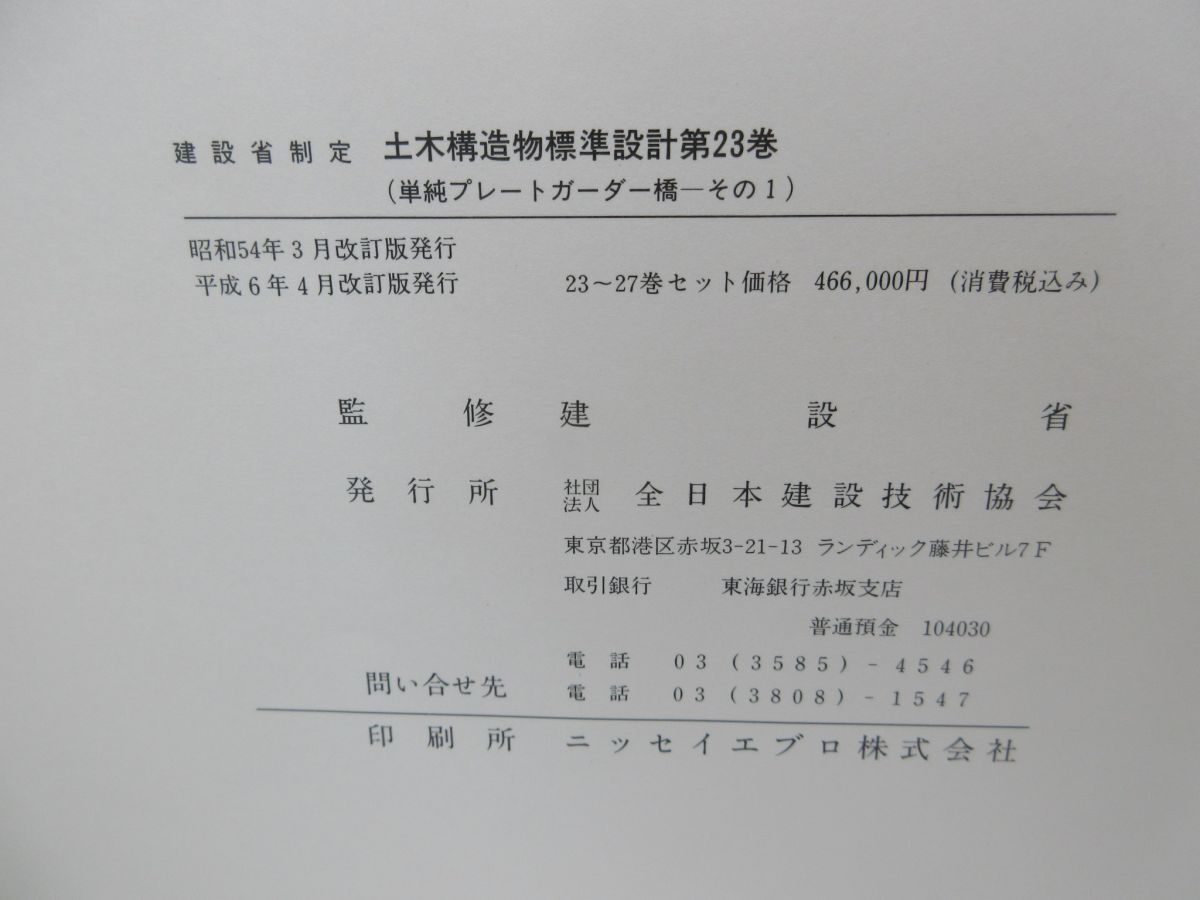 建設省制定 土木構造物標準設計第23巻
(単純プレートガーダー橋―その1)
昭和54年3月改訂版発行
平成6年4月改訂版発行 23～27巻セット価格 466,000円 (消費税込み)
監修 建設省
発行所 社団法人 全日本建設技術協会
東京都港区赤坂3-21-13 ランディック藤井ビル7F
取引銀行 東海銀行赤坂支店
普通預金 104030
電話 03(3585)-4546
問い合せ先 電話 03(3808)-1547
印刷所 ニッセイエブロ株式会社